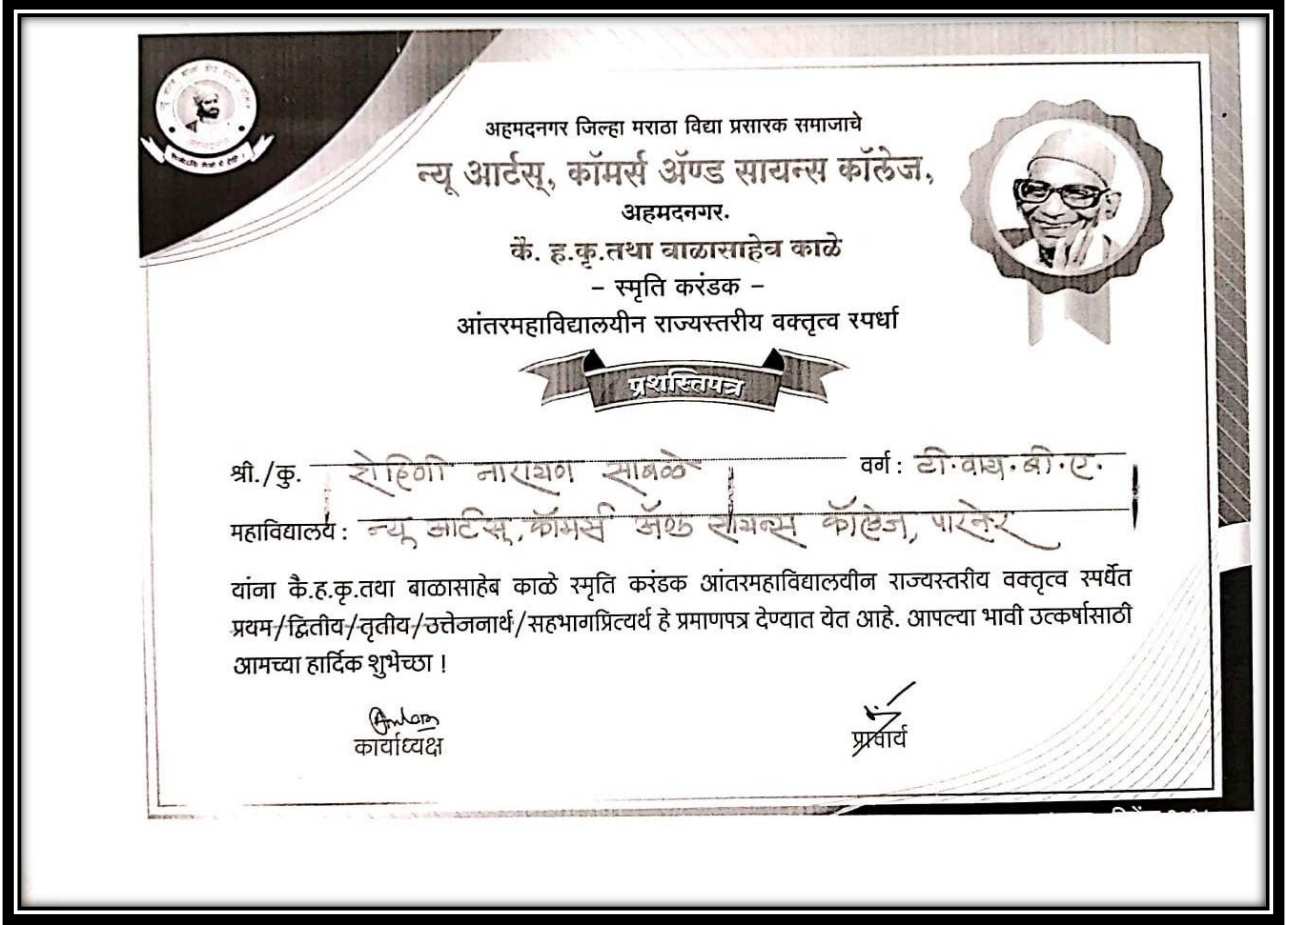 अहमदनगर जिल्हा मराठा विद्या प्रसारक समाजाचे
न्यू आर्टस्, कॉमर्स ॲण्ड सायन्स कॉलेज,
अहमदनगर.
कै. ह.कृ.तथा बाळासाहेब काळे
– स्मृति करंडक –
आंतरमहाविद्यालयीन राज्यस्तरीय वक्तृत्व स्पर्धा
प्रशस्तिपत्र
श्री./कु. रोहिणी नारायण साबळे वर्ग : टी.वाय.बी.ए.
महाविद्यालय : न्यू आर्टस्, कॉमर्स अँड सायन्स कॉलेज, पारनेर
यांना कै.ह.कृ.तथा बाळासाहेब काळे स्मृति करंडक आंतरमहाविद्यालयीन राज्यस्तरीय वक्तृत्व स्पर्धेत
प्रथम/द्वितीय/तृतीय/उत्तेजनार्थ/सहभागप्रित्यर्थ हे प्रमाणपत्र देण्यात येत आहे. आपल्या भावी उत्कर्षासाठी
आमच्या हार्दिक शुभेच्छा !
कार्याध्यक्ष प्राचार्य